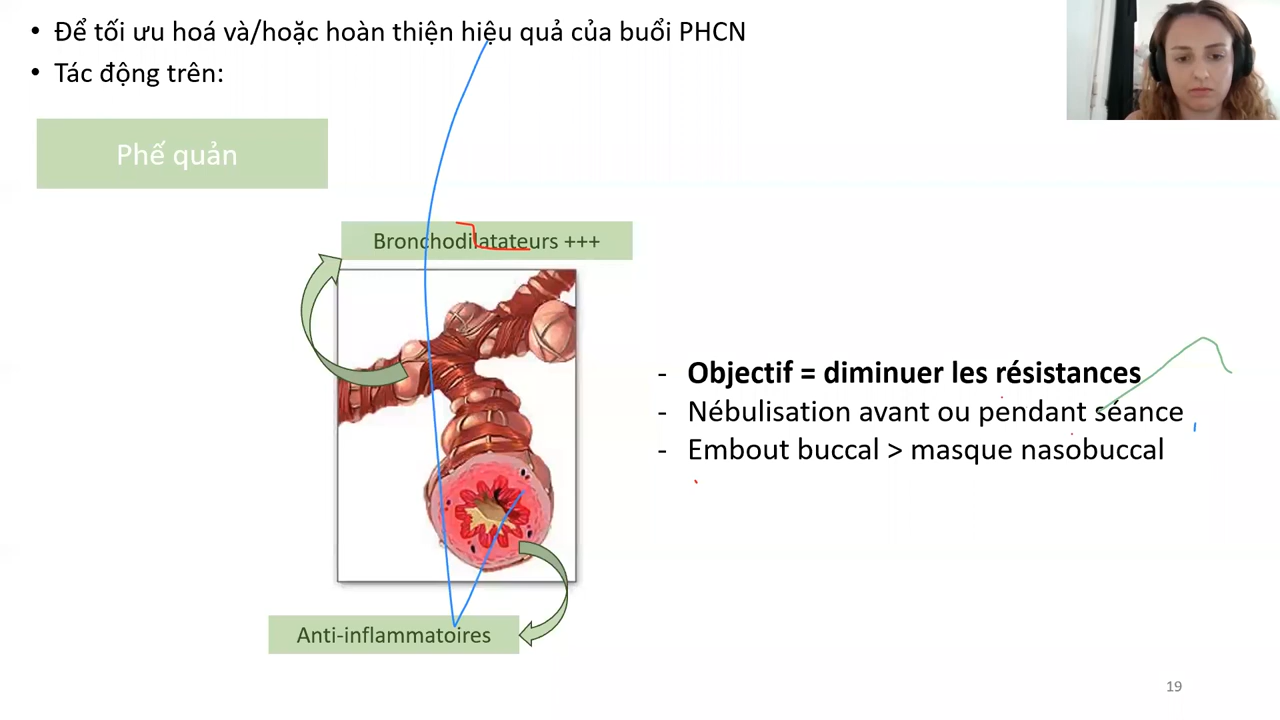 • Để tối ưu hoá và/hoặc hoàn thiện hiệu quả của buổi PHCN
• Tác động trên:
Phế quản
Bronchodilatateurs +++
- Objectif = diminuer les résistances
- Nébulisation avant ou pendant séance
- Embout buccal > masque nasobuccal
Anti-inflammatoires
19